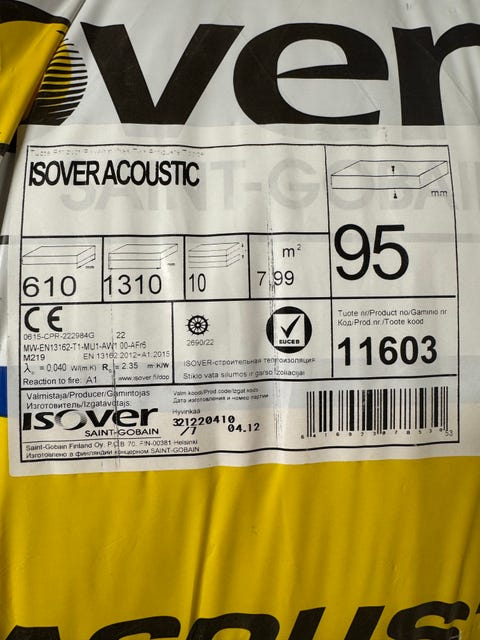 isover
SAINT-GOBAIN
ISOVER ACOUSTIC
mm
95
610
1310
10
m²
7,99
CE
0615-CPR-222984G 22
MW-EN13162-T1-MU1-AW1.00-AFr5
M219 EN 13162:2012+A1:2015
λ 0,040 W/(m.K) R 2.35 m²·K/W
Reaction to fire: A1 www.isover.fi/dop
2690/22
EUCEB
ISOVER-строительная теплоизоляция
Stiklo vata šilumos ir garso izoliacijai
Tuote nr/Product no/Gaminio nr
Код/Prod.nr./Toote kood
11603
Valmistaja/Producer/Gamintojas
Изготовитель/Izgatavotajs:
isover
SAINT-GOBAIN
Saint-Gobain Finland Oy, P.O.B 70, FIN-00381 Helsinki
Изготовлено в финляндии концерном SAINT-GOBAIN
Valm koodi/Prod.code/Izgat.kods
Дата изготовления и номер партии
Hyvinkää
321220410
/7 04.12